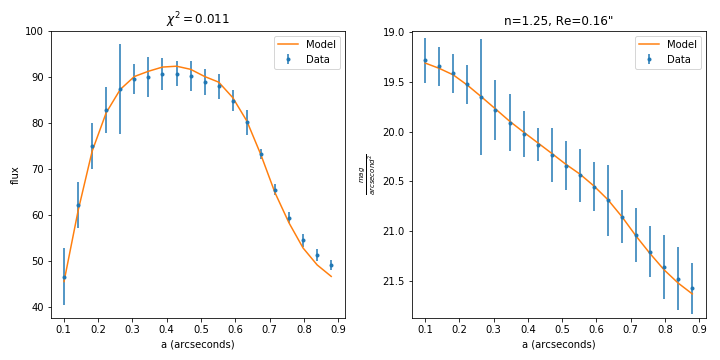 χ² = 0.011
100
90
80
70
60
50
40
flux
0.1 0.2 0.3 0.4 0.5 0.6 0.7 0.8 0.9
a (arcseconds)
Model
Data
n=1.25, Re=0.16"
19.0
19.5
20.0
20.5
21.0
21.5
mag
arcsecond²
0.1 0.2 0.3 0.4 0.5 0.6 0.7 0.8 0.9
a (arcseconds)
Model
Data